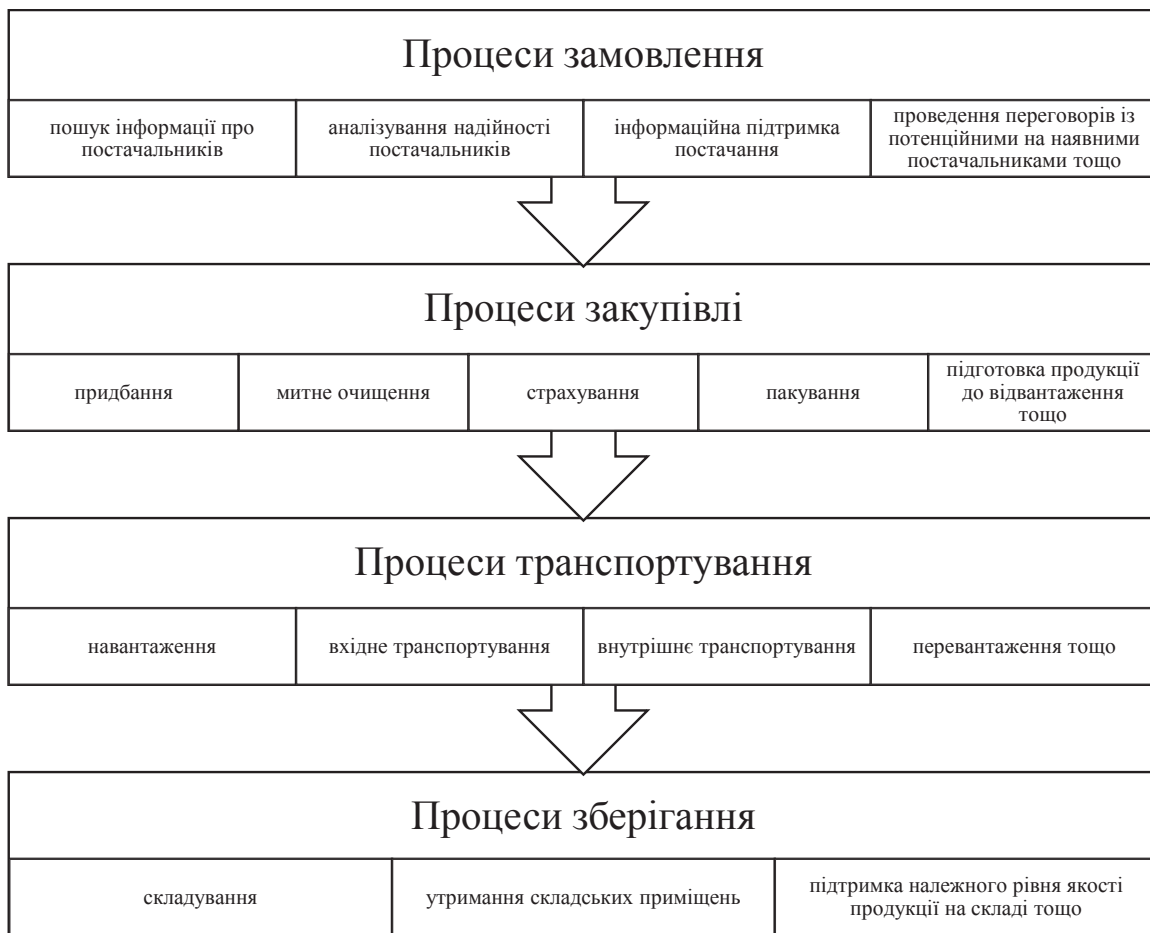 Процеси замовлення
пошук інформації про
постачальників
аналізування надійності
постачальників
інформаційна підтримка
постачання
проведення переговорів із
потенційними на наявними
постачальниками тощо
Процеси закупівлі
придбання
митне очищення
страхування
пакування
підготовка продукції
до відвантаження
тощо
Процеси транспортування
навантаження
вхідне транспортування
внутрішнє транспортування
перевантаження тощо
Процеси зберігання
складування
утримання складських приміщень
підтримка належного рівня якості
продукції на складі тощо